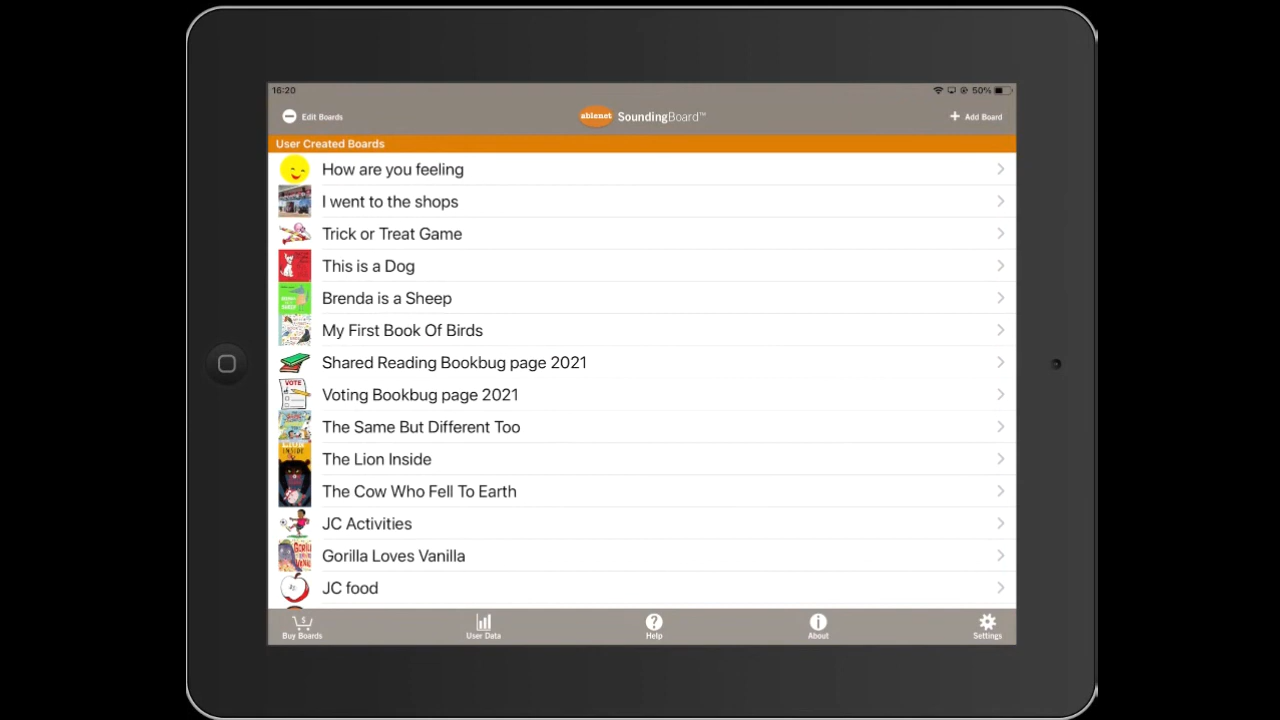 16:20
50%
Edit Boards
ablenet SoundingBoard™
Add Board
User Created Boards
How are you feeling
I went to the shops
Trick or Treat Game
This is a Dog
Brenda is a Sheep
My First Book Of Birds
Shared Reading Bookbug page 2021
VOTE
Voting Bookbug page 2021
The Same But Different Too
INSIDE
The Lion Inside
The Cow Who Fell To Earth
JC Activities
Gorilla Loves Vanilla
JC food
Buy Boards
User Data
Help
About
Settings